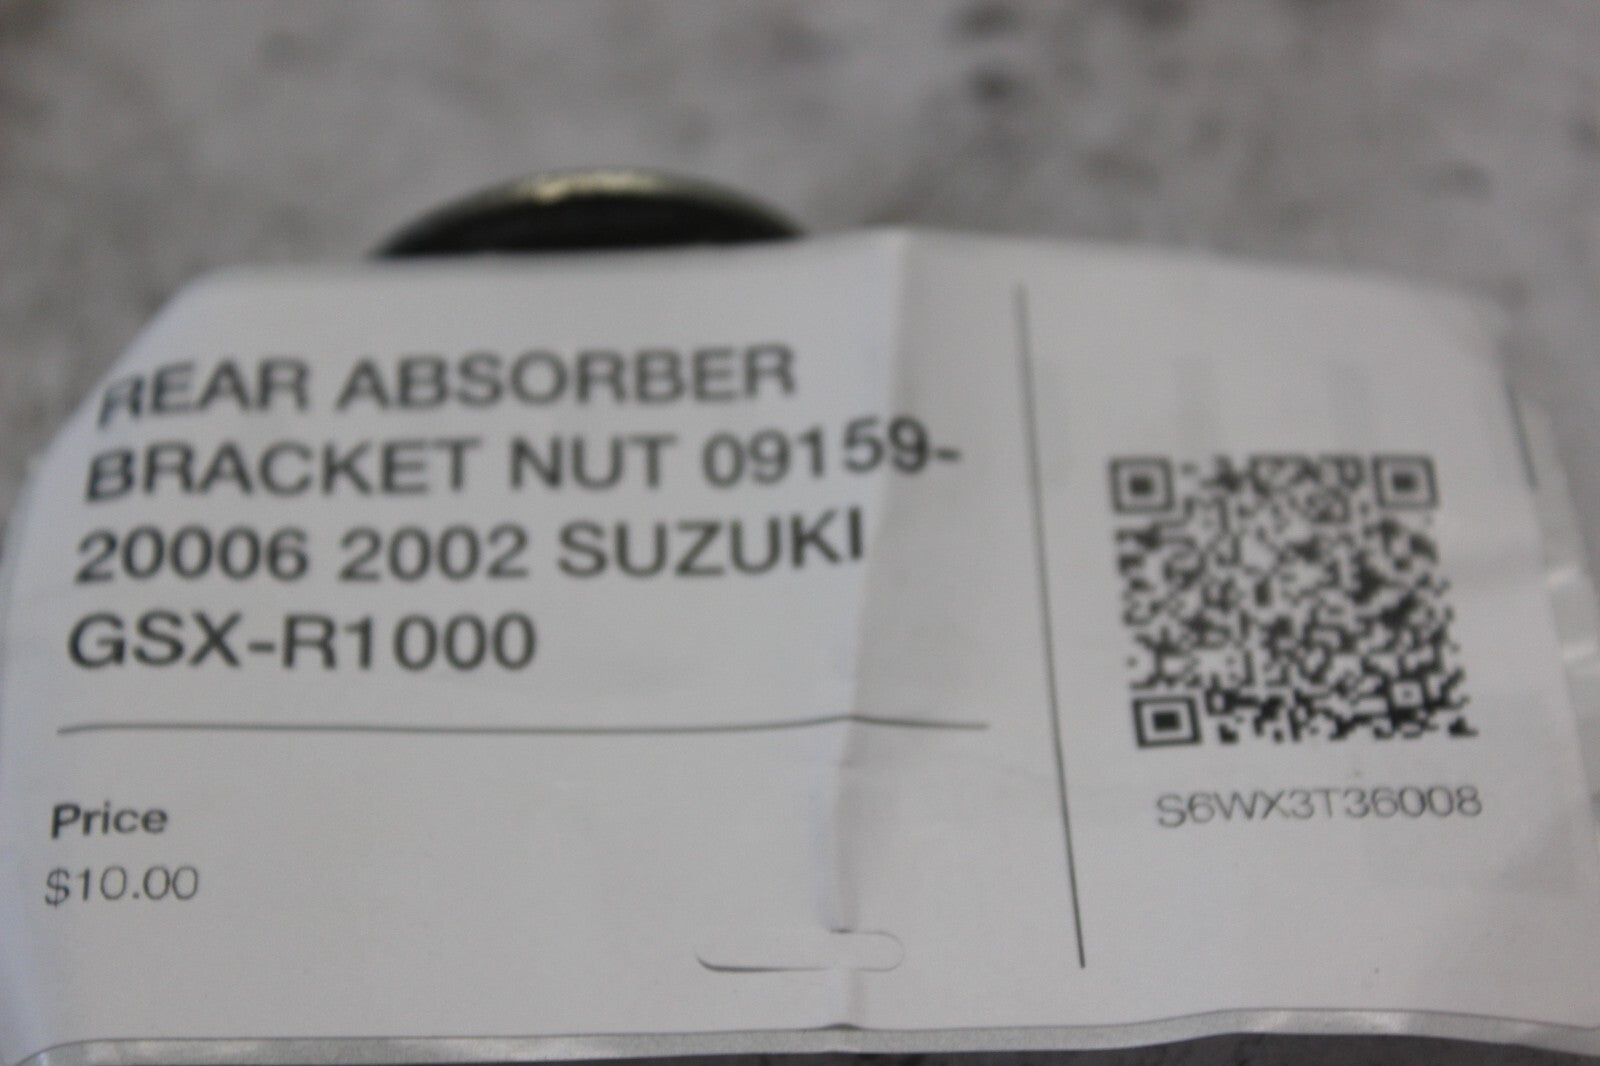 REAR ABSORBER
BRACKET NUT 09159-
20006 2002 SUZUKI
GSX-R1000
Price
$10.00
S6WX3T36008